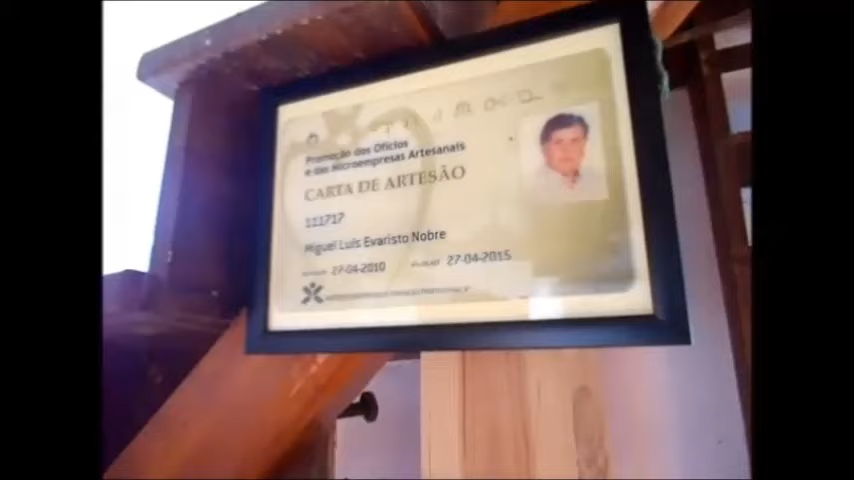 Promoção dos Ofícios
e das Microempresas Artesanais
CARTA DE ARTESÃO
111717
Miguel Luís Evaristo Nobre
27-04-2010 27-04-2015